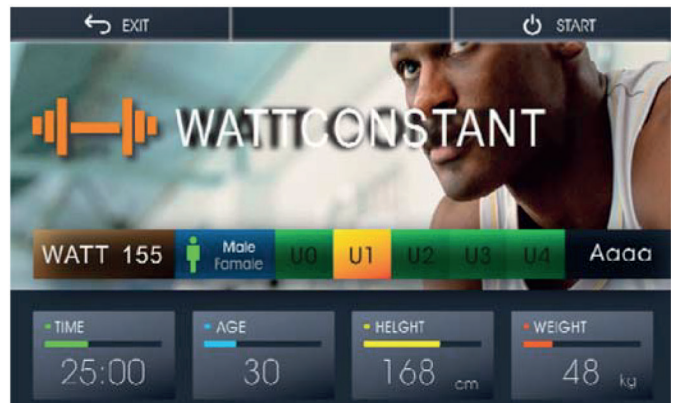 EXIT
START
WATTCONSTANT
WATT 155 Male U0 U1 U2 U3 U4 Aaaa
Famale
TIME AGE HELGHT WEIGHT
25:00 30 168 cm 48 kg